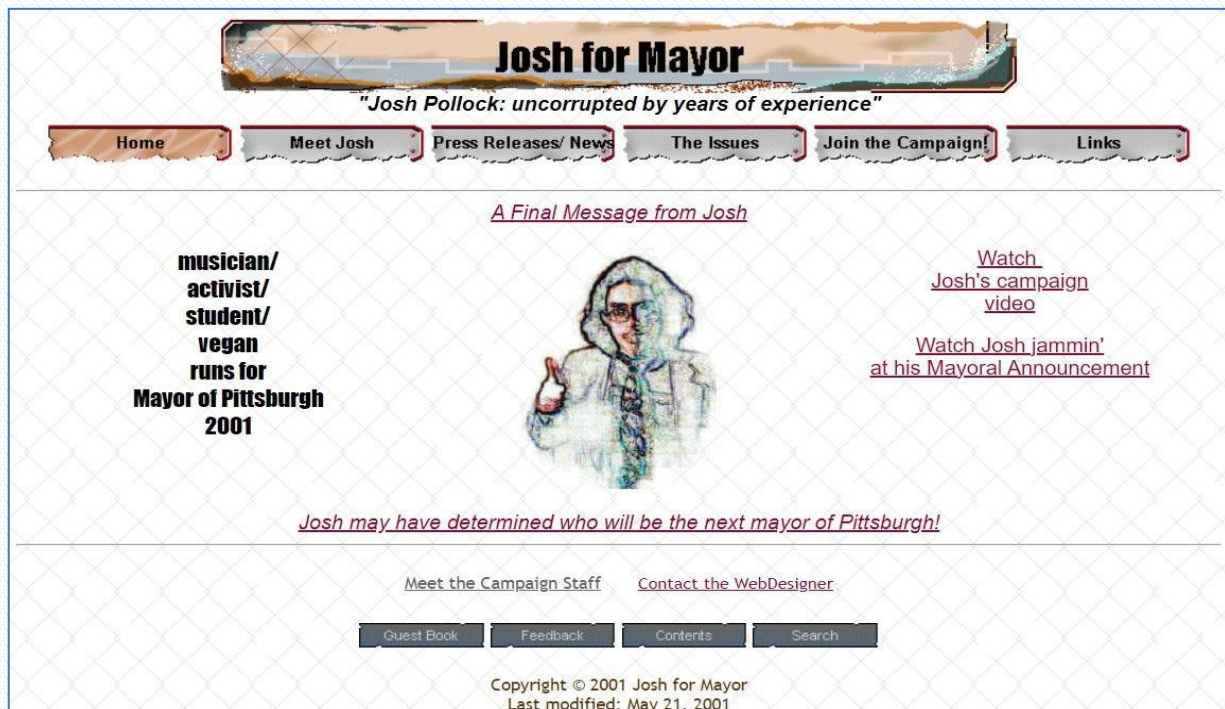 Josh for Mayor
"Josh Pollock: uncorrupted by years of experience"
Home
Meet Josh
Press Releases/ News
The Issues
Join the Campaign!
Links
A Final Message from Josh
musician/
activist/
student/
vegan
runs for
Mayor of Pittsburgh
2001
Watch
Josh's campaign
video
Watch Josh jammin'
at his Mayoral Announcement
Josh may have determined who will be the next mayor of Pittsburgh!
Meet the Campaign Staff
Contact the WebDesigner
Guest Book
Feedback
Contents
Search
Copyright © 2001 Josh for Mayor
Last modified: May 21, 2001